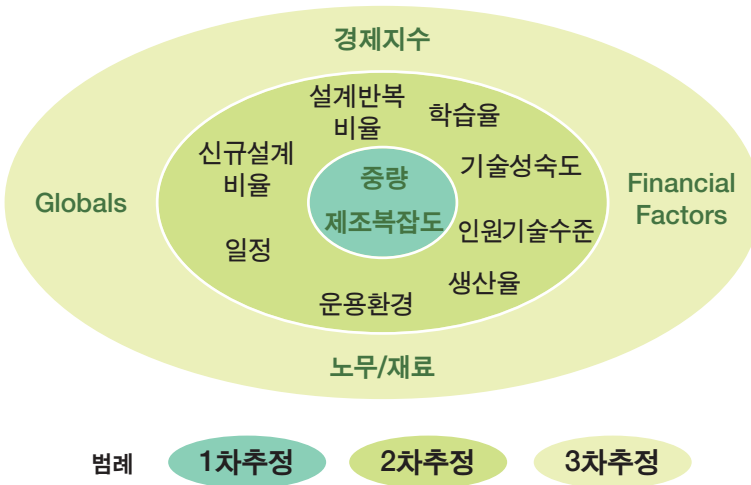 경제지수
설계반복
비율
학습율
신규설계
비율
기술성숙도
중량
Globals
Financial
Factors
제조복잡도
인원기술수준
일정
생산율
운용환경
노무/재료
범례
1차추정
2차추정
3차추정